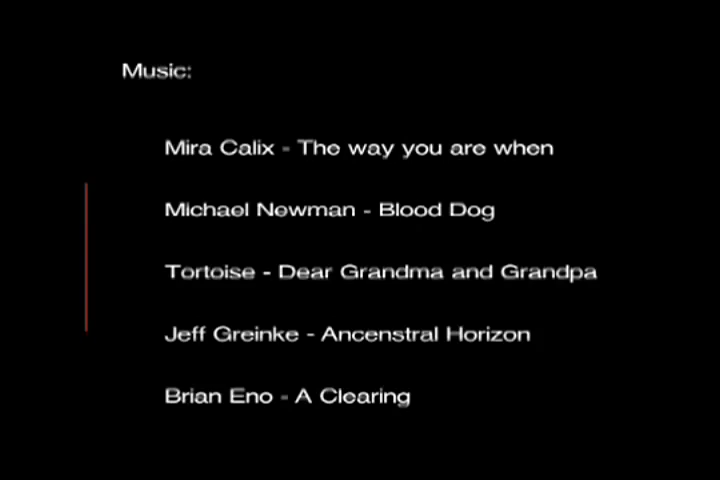 Music:
Mira Calix - The way you are when
Michael Newman - Blood Dog
Tortoise - Dear Grandma and Grandpa
Jeff Greinke - Ancenstral Horizon
Brian Eno - A Clearing